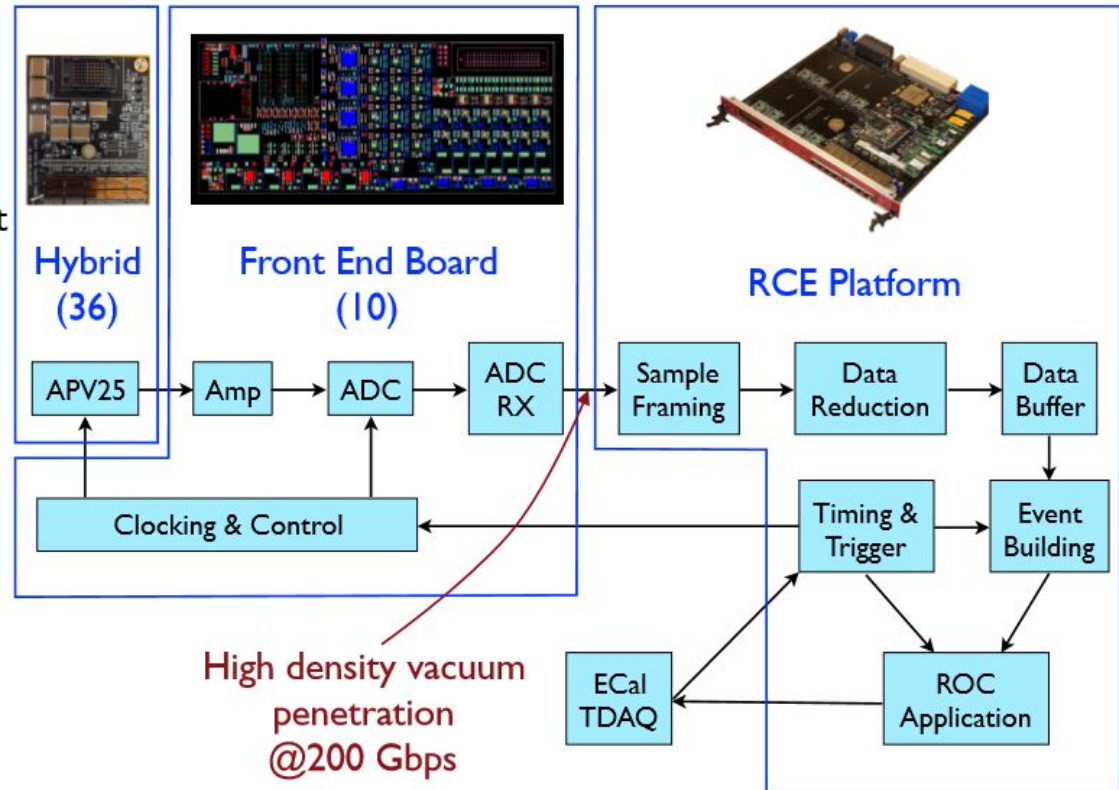 t
Hybrid
(36)
Front End Board
(10)
RCE Platform
APV25
Amp
ADC
ADC
RX
Sample
Framing
Data
Reduction
Data
Buffer
Clocking & Control
Timing &
Trigger
Event
Building
High density vacuum
penetration
@200 Gbps
ECal
TDAQ
ROC
Application